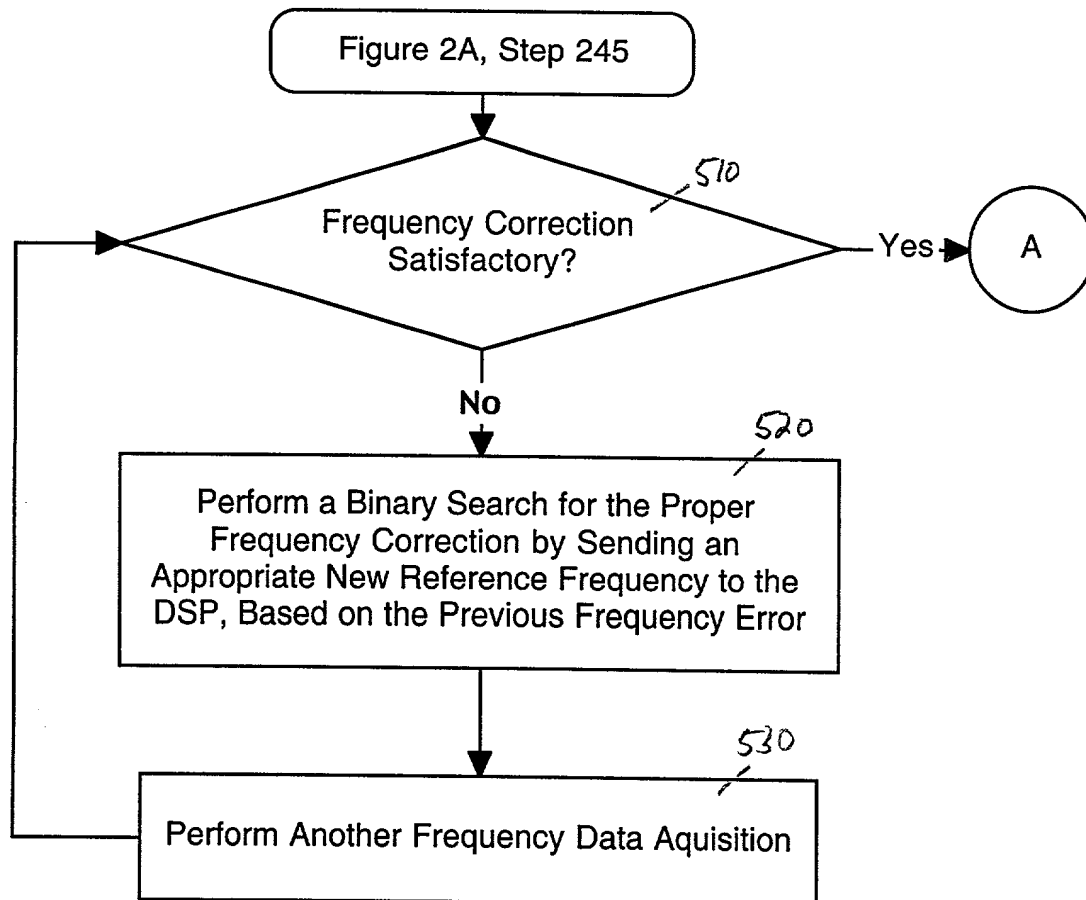 Figure 2A, Step 245
510
Frequency Correction
Satisfactory?
Yes
A
No
520
Perform a Binary Search for the Proper
Frequency Correction by Sending an
Appropriate New Reference Frequency to the
DSP, Based on the Previous Frequency Error
530
Perform Another Frequency Data Aquisition